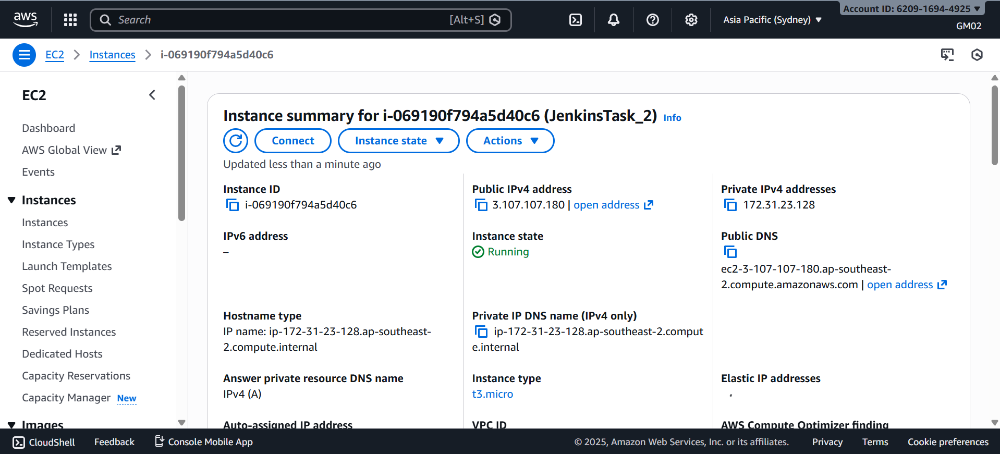 aws
Search [Alt+S]
Asia Pacific (Sydney)
Account ID: 6209-1694-4925
GM02
EC2 Instances i-069190f794a5d40c6
EC2
Dashboard
AWS Global View
Events
Instances
Instances
Instance Types
Launch Templates
Spot Requests
Savings Plans
Reserved Instances
Dedicated Hosts
Capacity Reservations
Capacity Manager New
Images
Instance summary for i-069190f794a5d40c6 (JenkinsTask_2) Info
Connect Instance state Actions
Updated less than a minute ago
Instance ID
i-069190f794a5d40c6
Public IPv4 address
3.107.107.180 | open address
Private IPv4 addresses
172.31.23.128
IPv6 address
–
Instance state
Running
Public DNS
ec2-3-107-107-180.ap-southeast-
2.compute.amazonaws.com | open address
Hostname type
IP name: ip-172-31-23-128.ap-southeast-
2.compute.internal
Private IP DNS name (IPv4 only)
ip-172-31-23-128.ap-southeast-2.comput
e.internal
Answer private resource DNS name
IPv4 (A)
Instance type
t3.micro
Elastic IP addresses
Auto-assigned IP address
VPC ID
AWS Compute Optimizer finding
CloudShell Feedback Console Mobile App
© 2025, Amazon Web Services, Inc. or its affiliates. Privacy Terms Cookie preferences